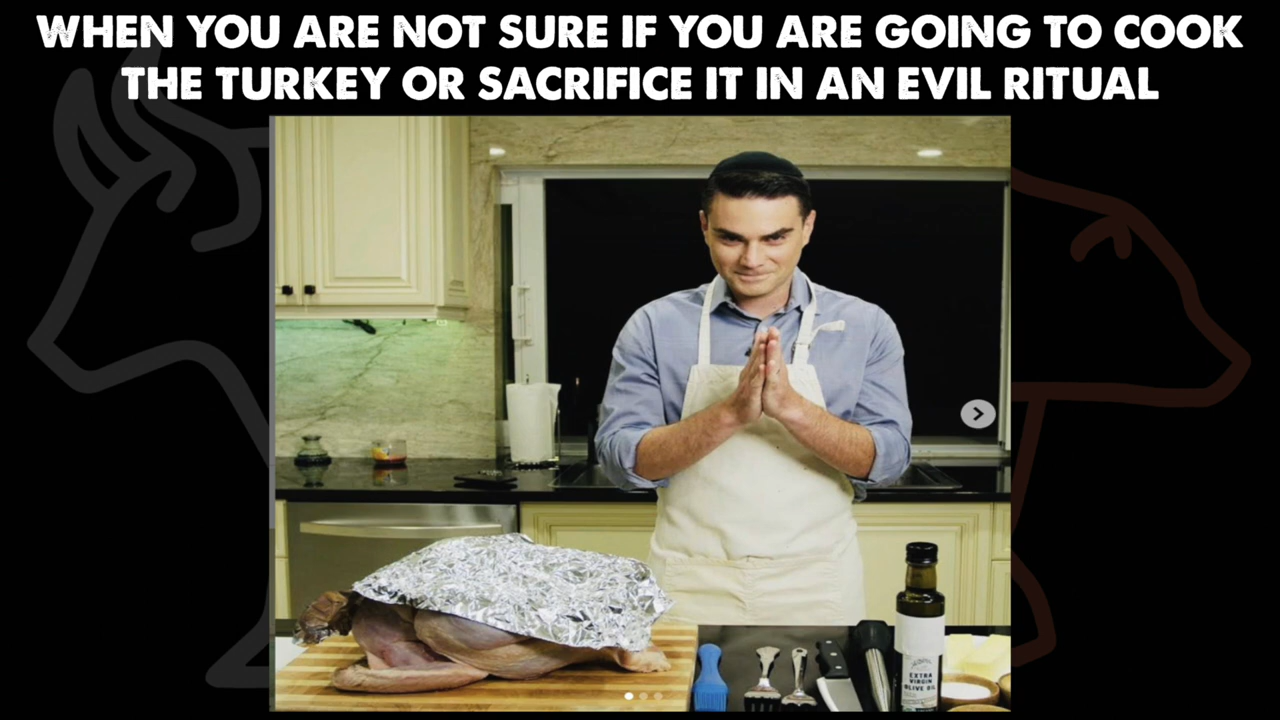 WHEN YOU ARE NOT SURE IF YOU ARE GOING TO COOK
THE TURKEY OR SACRIFICE IT IN AN EVIL RITUAL
EXTRA
VIRGIN
OLIVE OIL